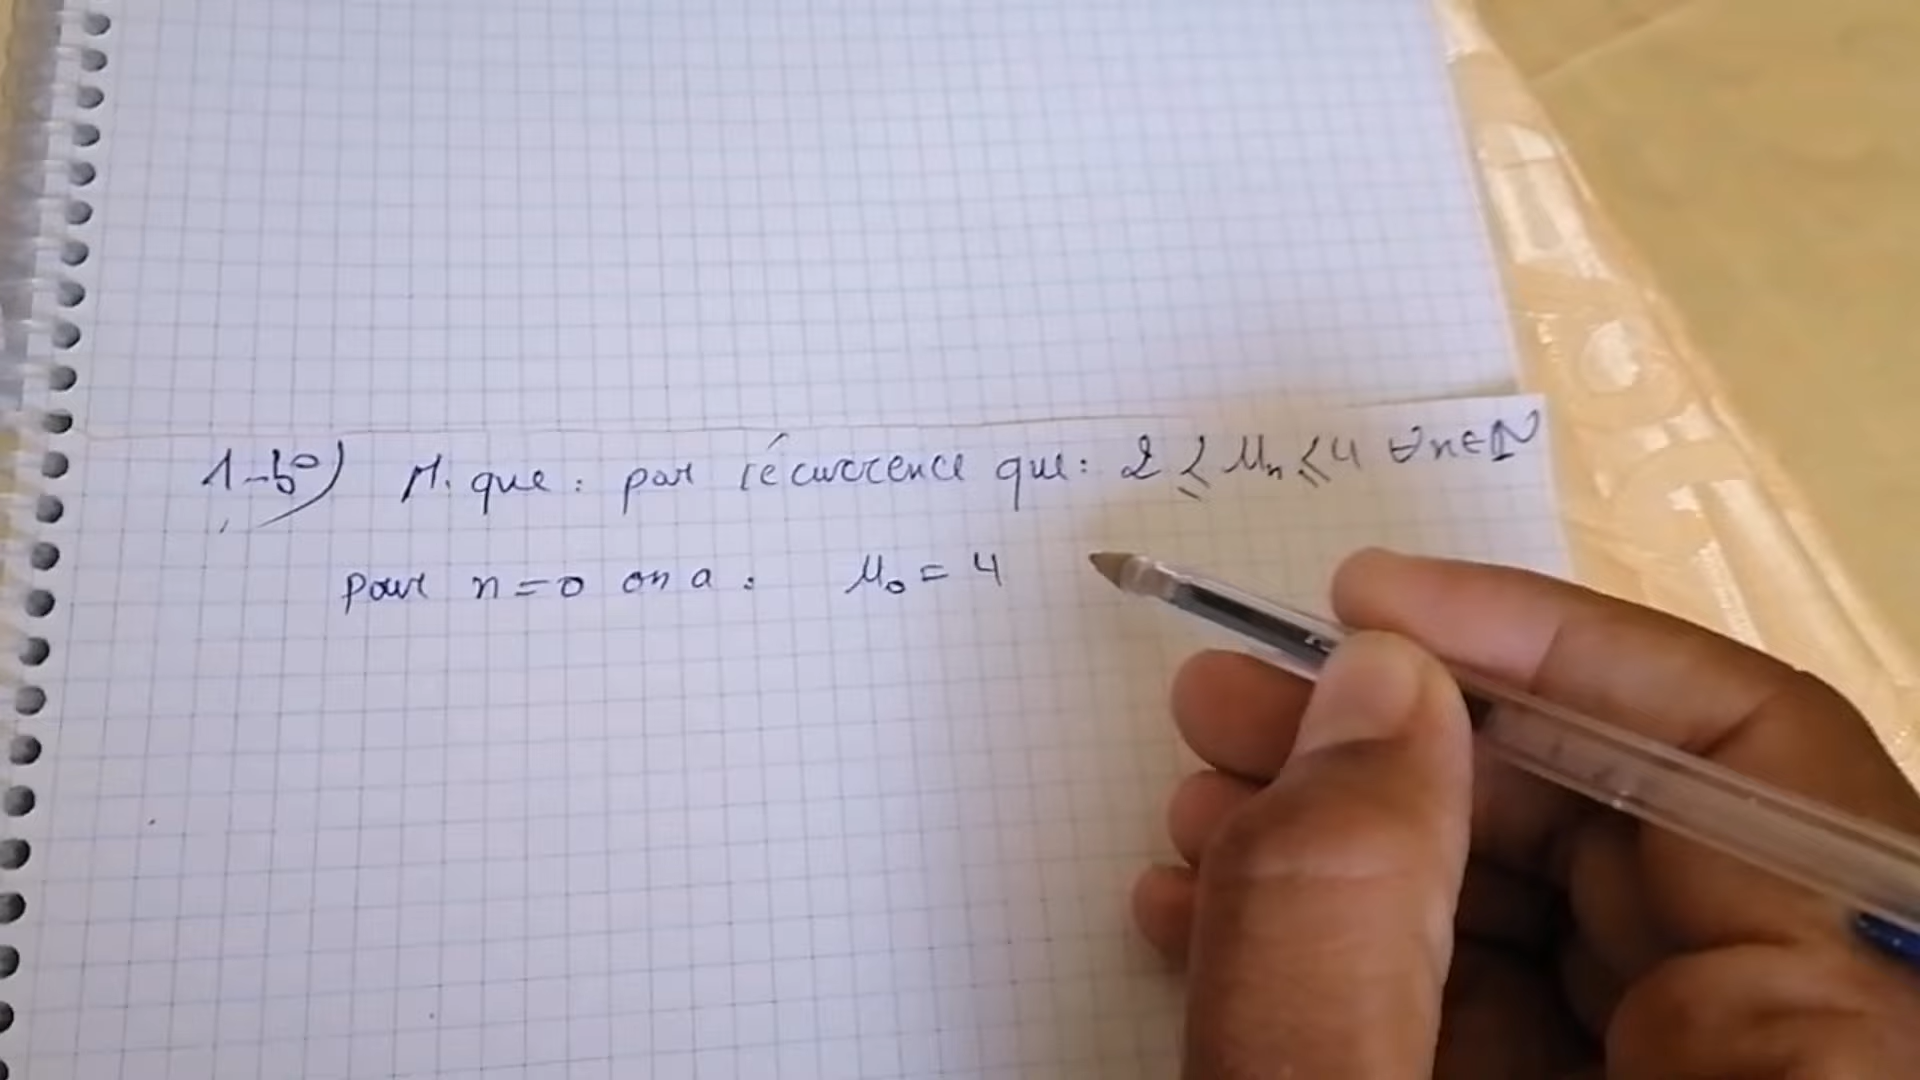 1-b°) M. que : par récurrence que : 2 ⩽ Un ⩽ 4 ∀n∈ℕ
pour n=0 on a : U₀ = 4